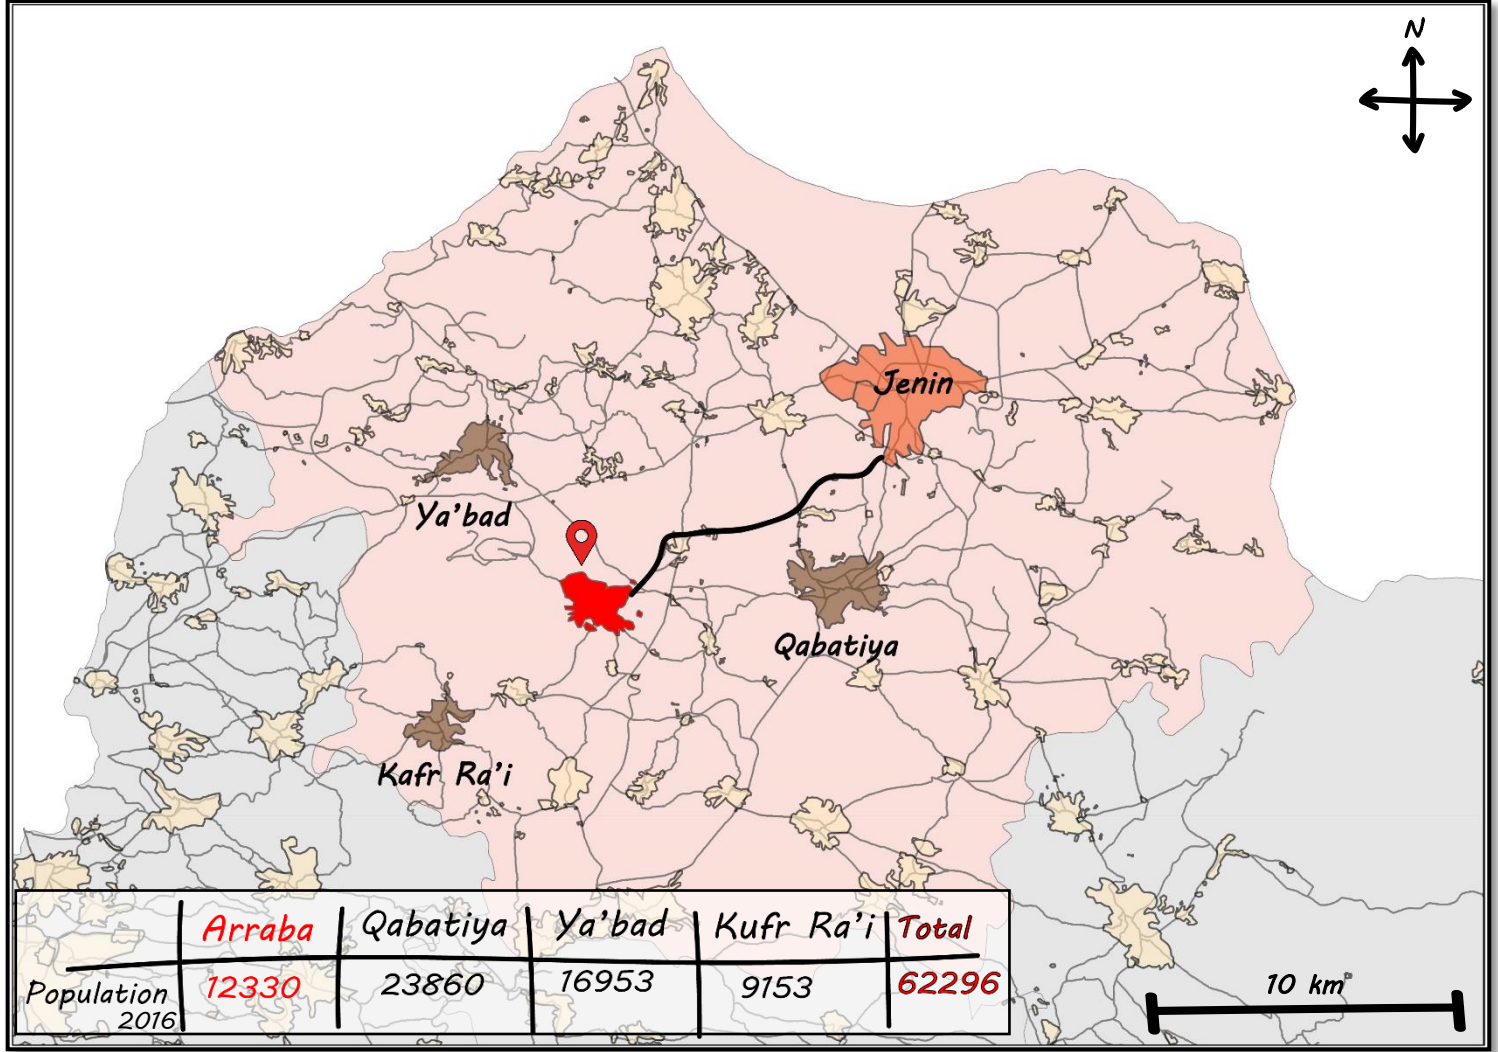 N
Jenin
Ya'bad
Qabatiya
Kafr Ra'i
Arraba Qabatiya Ya'bad Kufr Ra'i Total
Population 2016 12330 23860 16953 9153 62296
10 km